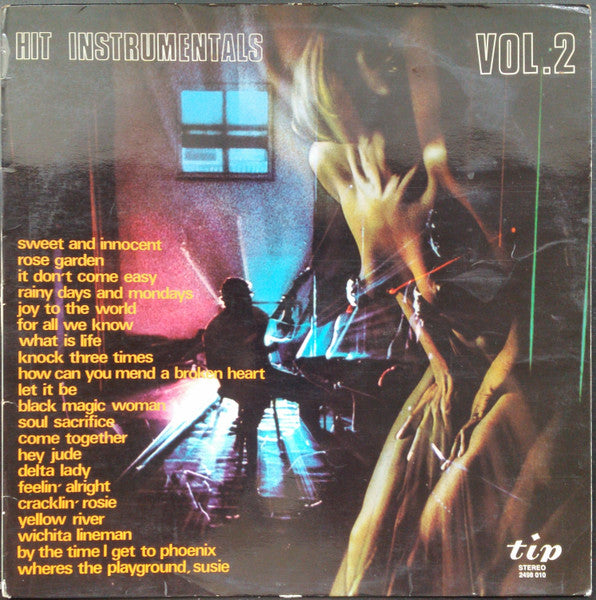 HIT INSTRUMENTALS
VOL.2
sweet and innocent
rose garden
it don't come easy
rainy days and mondays
joy to the world
for all we know
what is life
knock three times
how can you mend a broken heart
let it be
black magic woman
soul sacrifice
come together
hey jude
delta lady
feelin' alright
cracklin' rosie
yellow river
wichita lineman
by the time I get to phoenix
wheres the playground, susie
tip
STEREO
2498 010